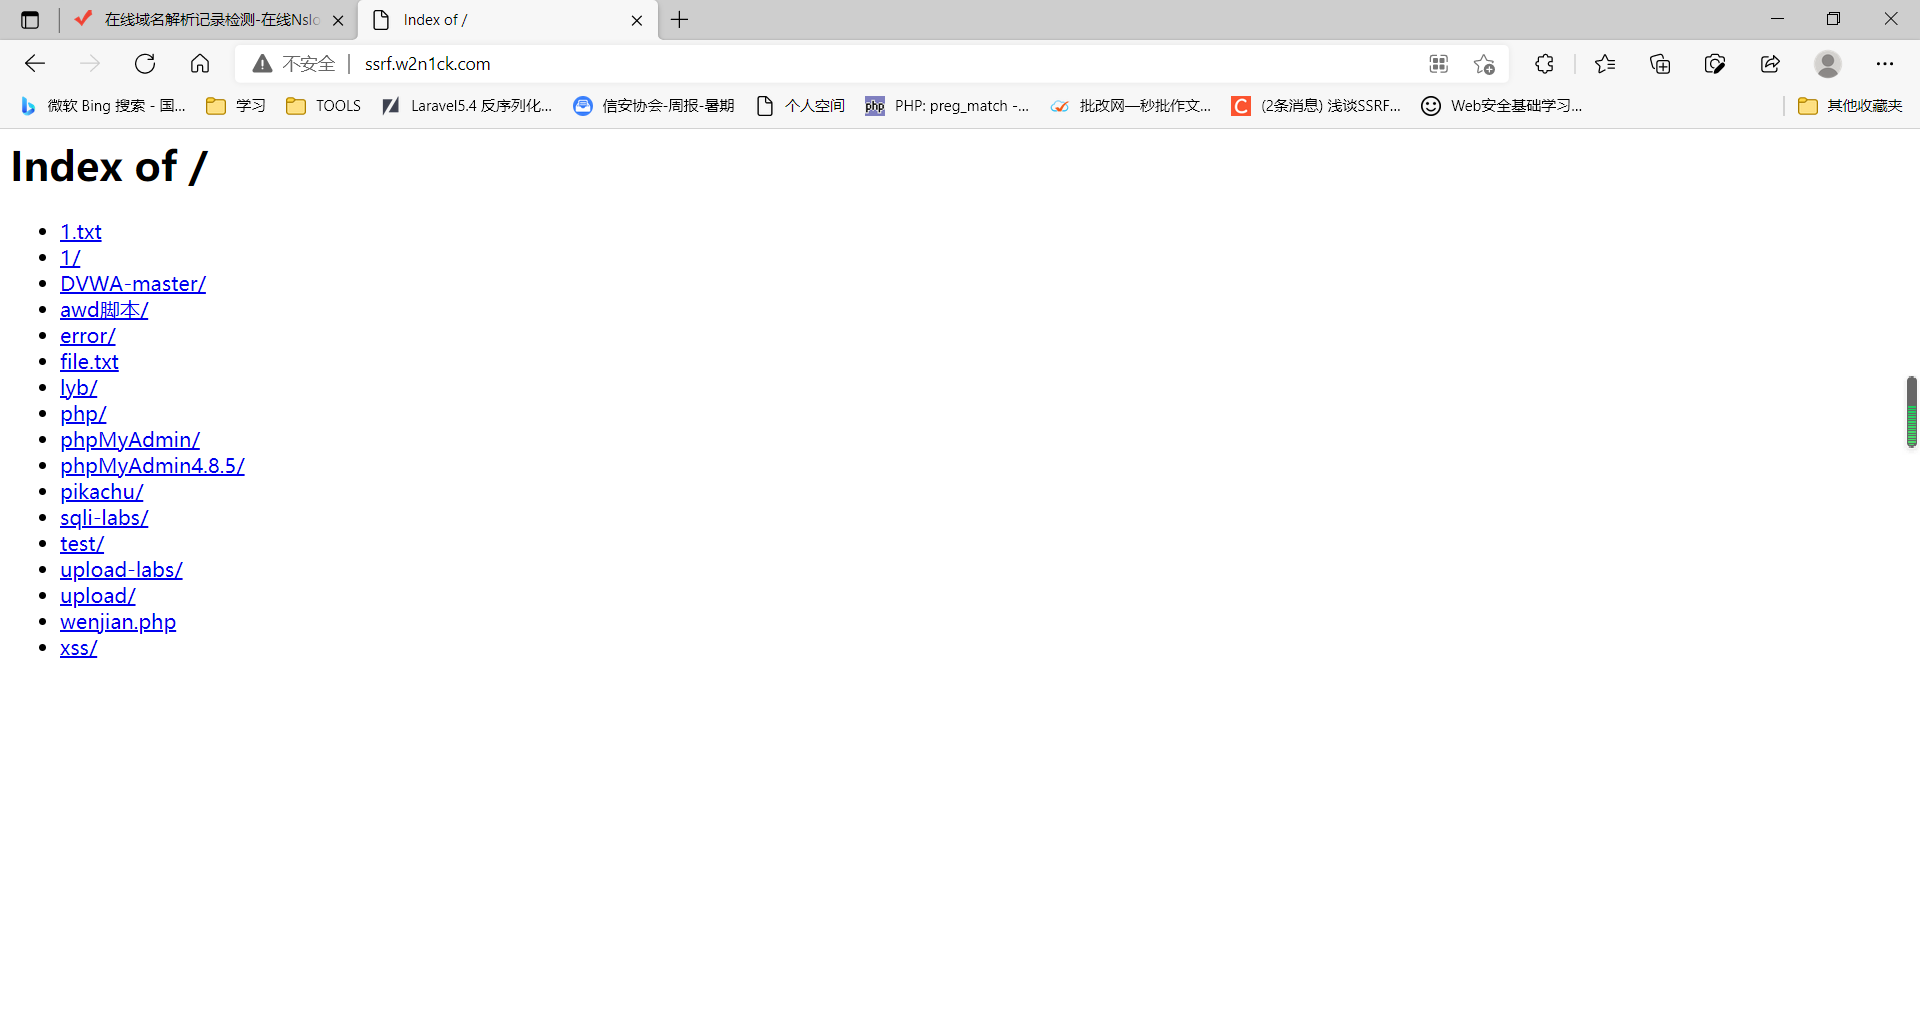 在线域名解析记录检测-在线Nslo
Index of /
不安全 ssrf.w2n1ck.com
微软 Bing 搜索 - 国... 学习 TOOLS Laravel5.4 反序列化... 信安协会-周报-暑期 个人空间 php PHP: preg_match -... 批改网—秒批作文... C (2条消息) 浅谈SSRF... Web安全基础学习... 其他收藏夹
Index of /
1.txt
1/
DVWA-master/
awd脚本/
error/
file.txt
lyb/
php/
phpMyAdmin/
phpMyAdmin4.8.5/
pikachu/
sqli-labs/
test/
upload-labs/
upload/
wenjian.php
xss/